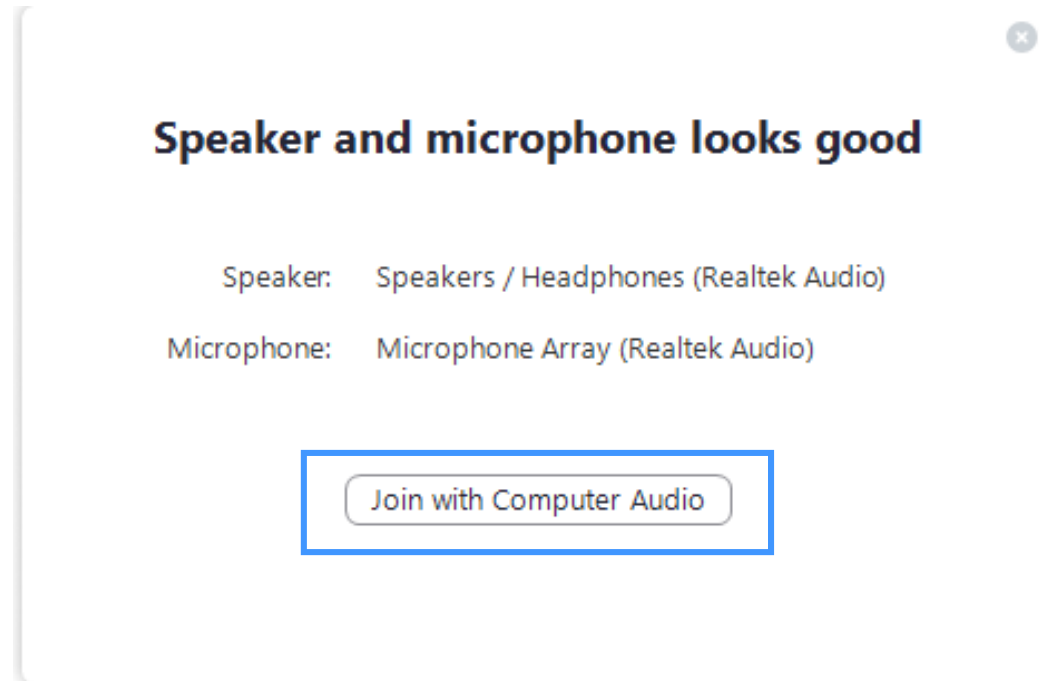 Speaker and microphone looks good
Speaker: Speakers / Headphones (Realtek Audio)
Microphone: Microphone Array (Realtek Audio)
Join with Computer Audio